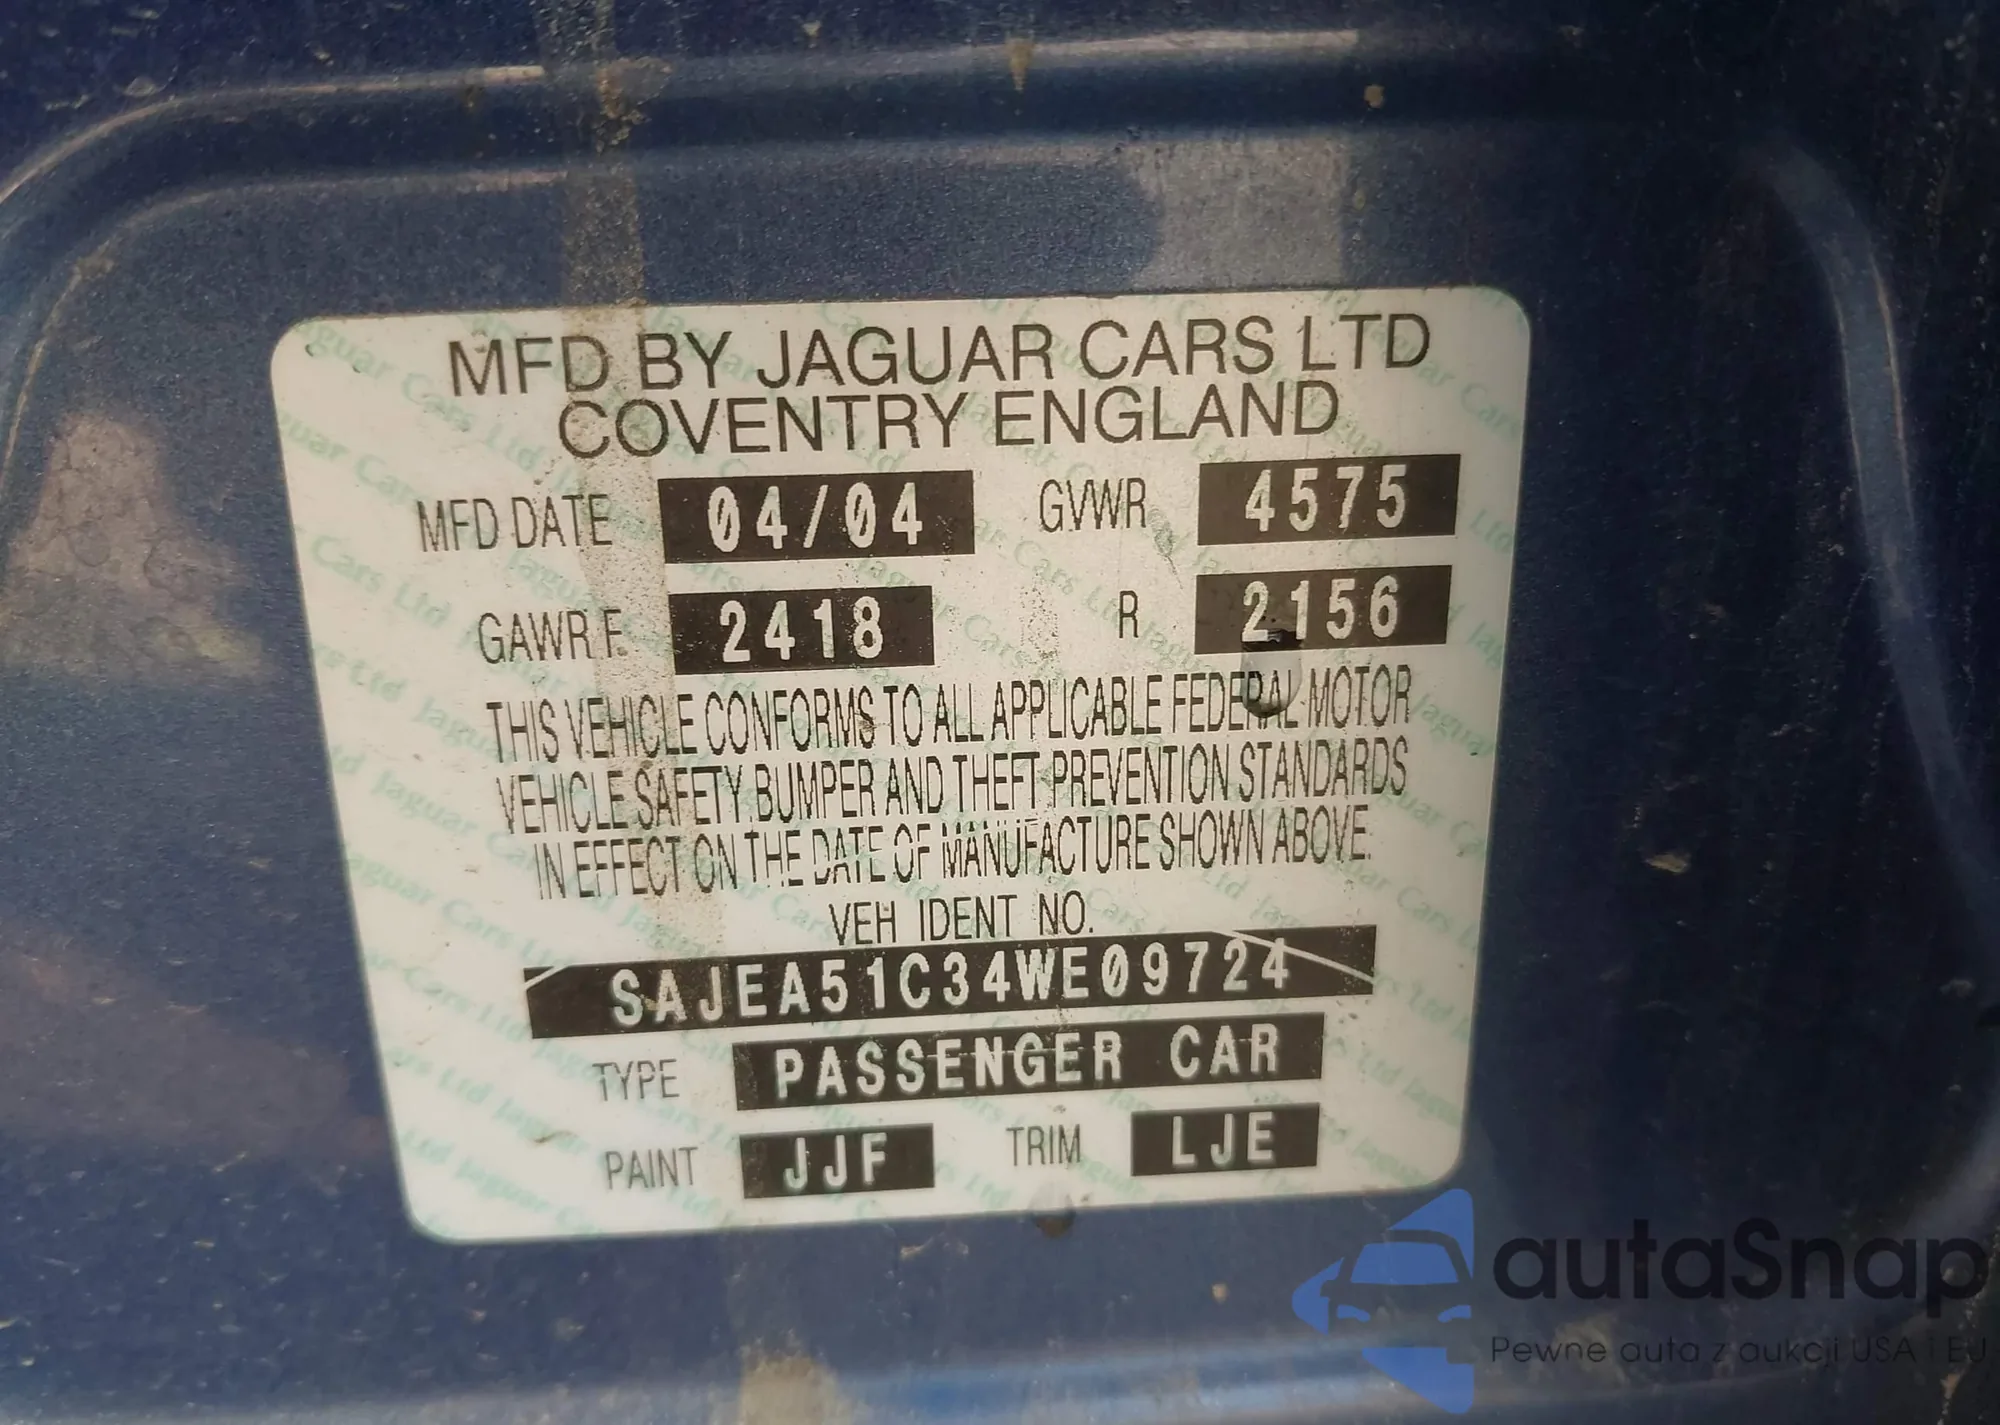 MFD BY JAGUAR CARS LTD
COVENTRY ENGLAND
MFD DATE 04/04 GVWR 4575
GAWR F. 2418 R 2156
THIS VEHICLE CONFORMS TO ALL APPLICABLE FEDERAL MOTOR
VEHICLE SAFETY, BUMPER AND THEFT PREVENTION STANDARDS
IN EFFECT ON THE DATE OF MANUFACTURE SHOWN ABOVE.
VEH IDENT NO.
SAJEA51C34WE09724
TYPE PASSENGER CAR
PAINT JJF TRIM LJE
autaSnap
Pewne auta z aukcji USA i EU